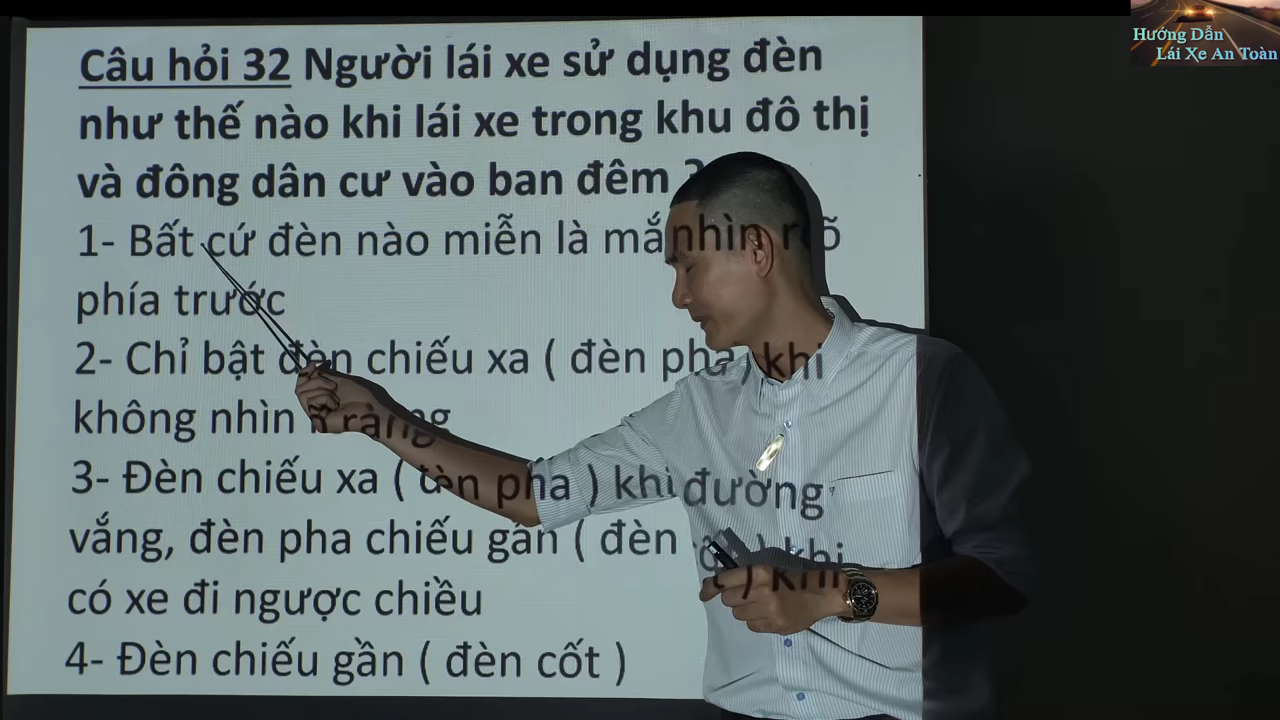 Hướng Dẫn
Lái Xe An Toàn
Câu hỏi 32 Người lái xe sử dụng đèn
như thế nào khi lái xe trong khu đô thị
và đông dân cư vào ban đêm ?
1- Bất cứ đèn nào miễn là mắt nhìn rõ
phía trước
2- Chỉ bật đèn chiếu xa ( đèn pha ) khi
không nhìn rõ ràng
3- Đèn chiếu xa ( đèn pha ) khi đường
vắng, đèn pha chiếu gần ( đèn cốt ) khi
có xe đi ngược chiều
4- Đèn chiếu gần ( đèn cốt )